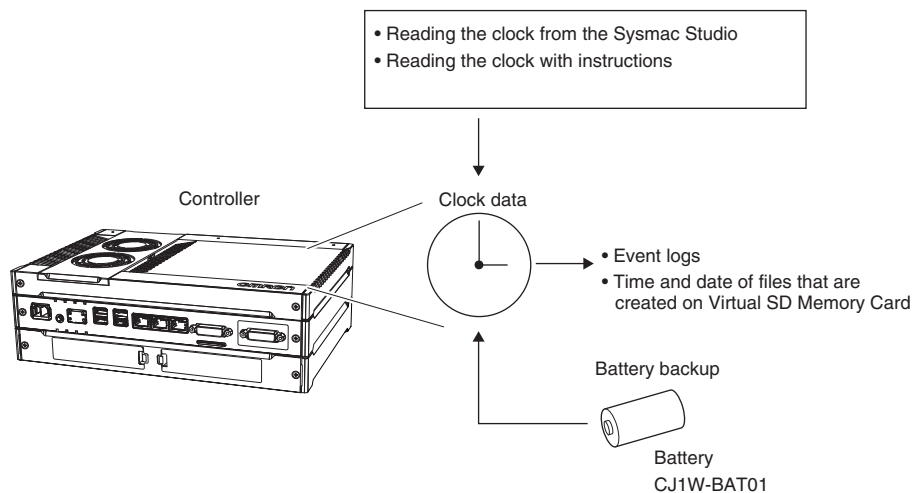 • Reading the clock from the Sysmac Studio
• Reading the clock with instructions
Controller
Clock data
omron
• Event logs
• Time and date of files that are
created on Virtual SD Memory Card
Battery backup
Battery
CJ1W-BAT01